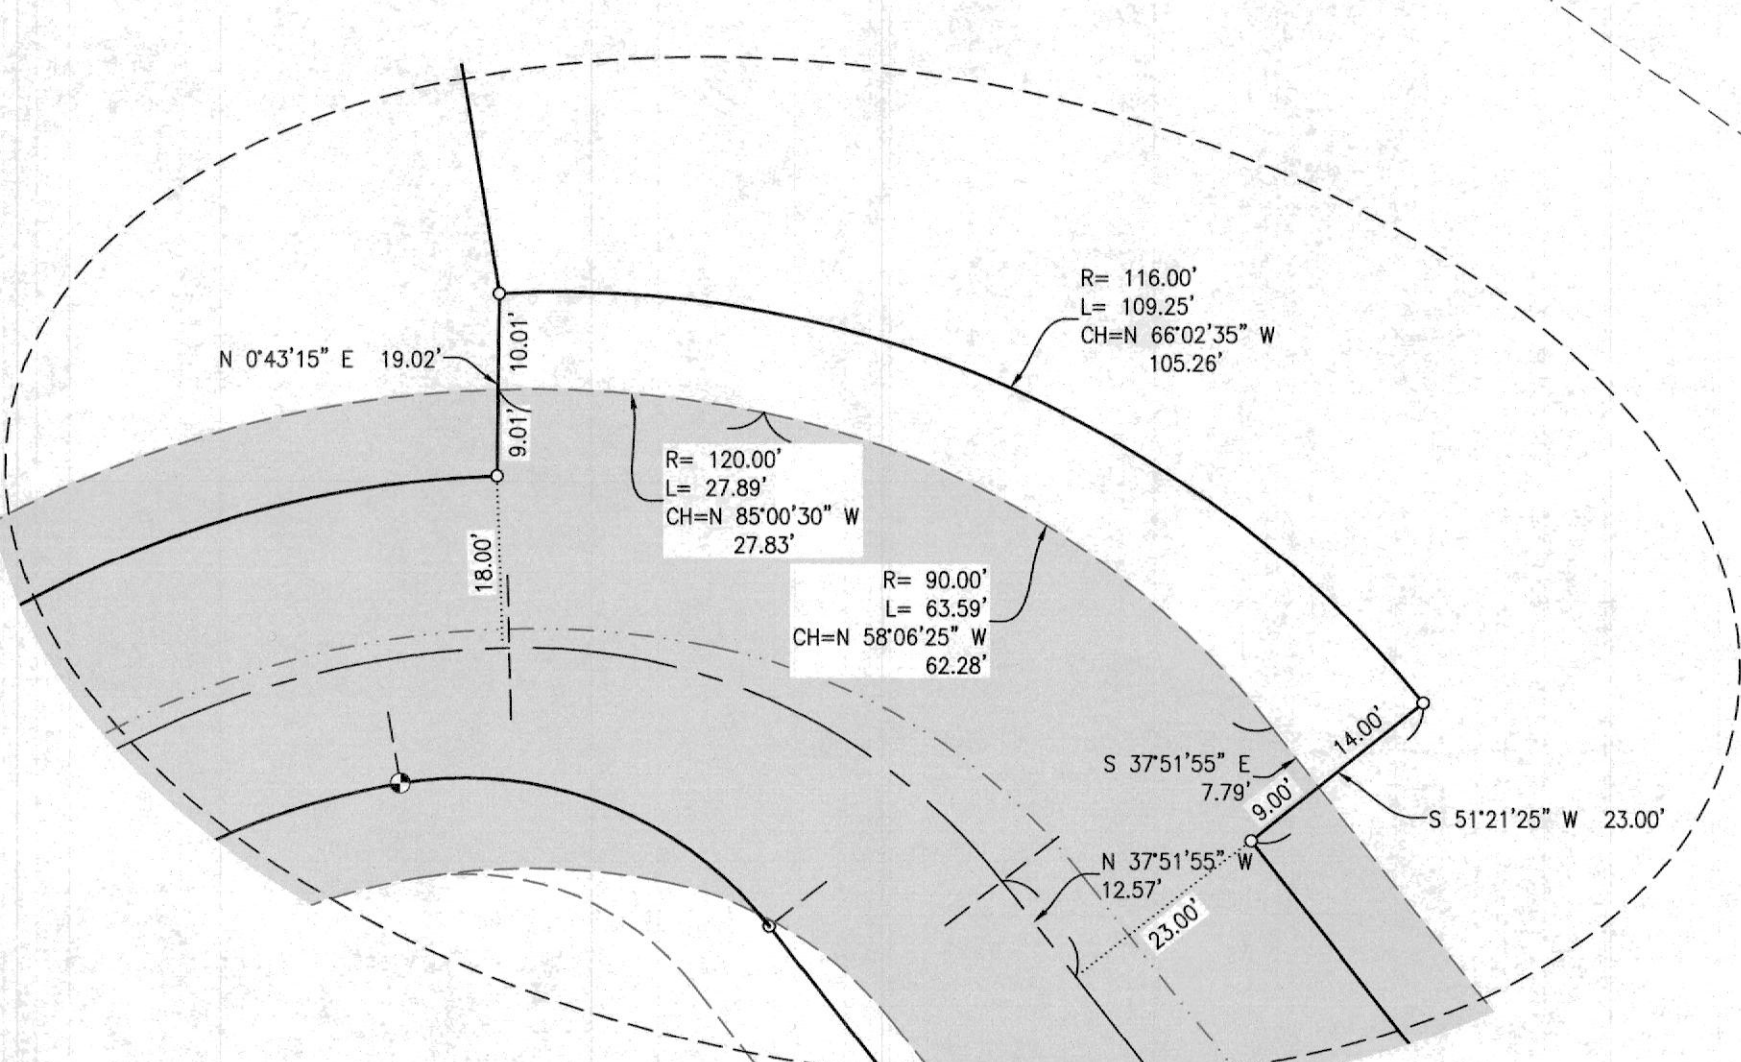 R= 116.00'
L= 109.25'
CH=N 66°02'35" W
105.26'
10.01'
N 0°43'15" E 19.02'
9.01'
R= 120.00'
L= 27.89'
CH=N 85°00'30" W
27.83'
18.00'
R= 90.00'
L= 63.59'
CH=N 58°06'25" W
62.28'
14.00'
S 37°51'55" E
7.79'
9.00'
S 51°21'25" W 23.00'
N 37°51'55" W
12.57'
23.00'